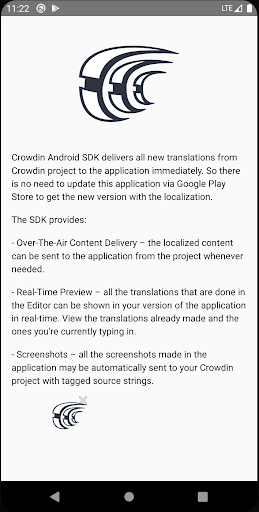 11:22
LTE
Crowdin Android SDK delivers all new translations from
Crowdin project to the application immediately. So there
is no need to update this application via Google Play
Store to get the new version with the localization.
The SDK provides:
- Over-The-Air Content Delivery – the localized content
can be sent to the application from the project whenever
needed.
- Real-Time Preview – all the translations that are done in
the Editor can be shown in your version of the application
in real-time. View the translations already made and the
ones you're currently typing in.
- Screenshots – all the screenshots made in the
application may be automatically sent to your Crowdin
project with tagged source strings.